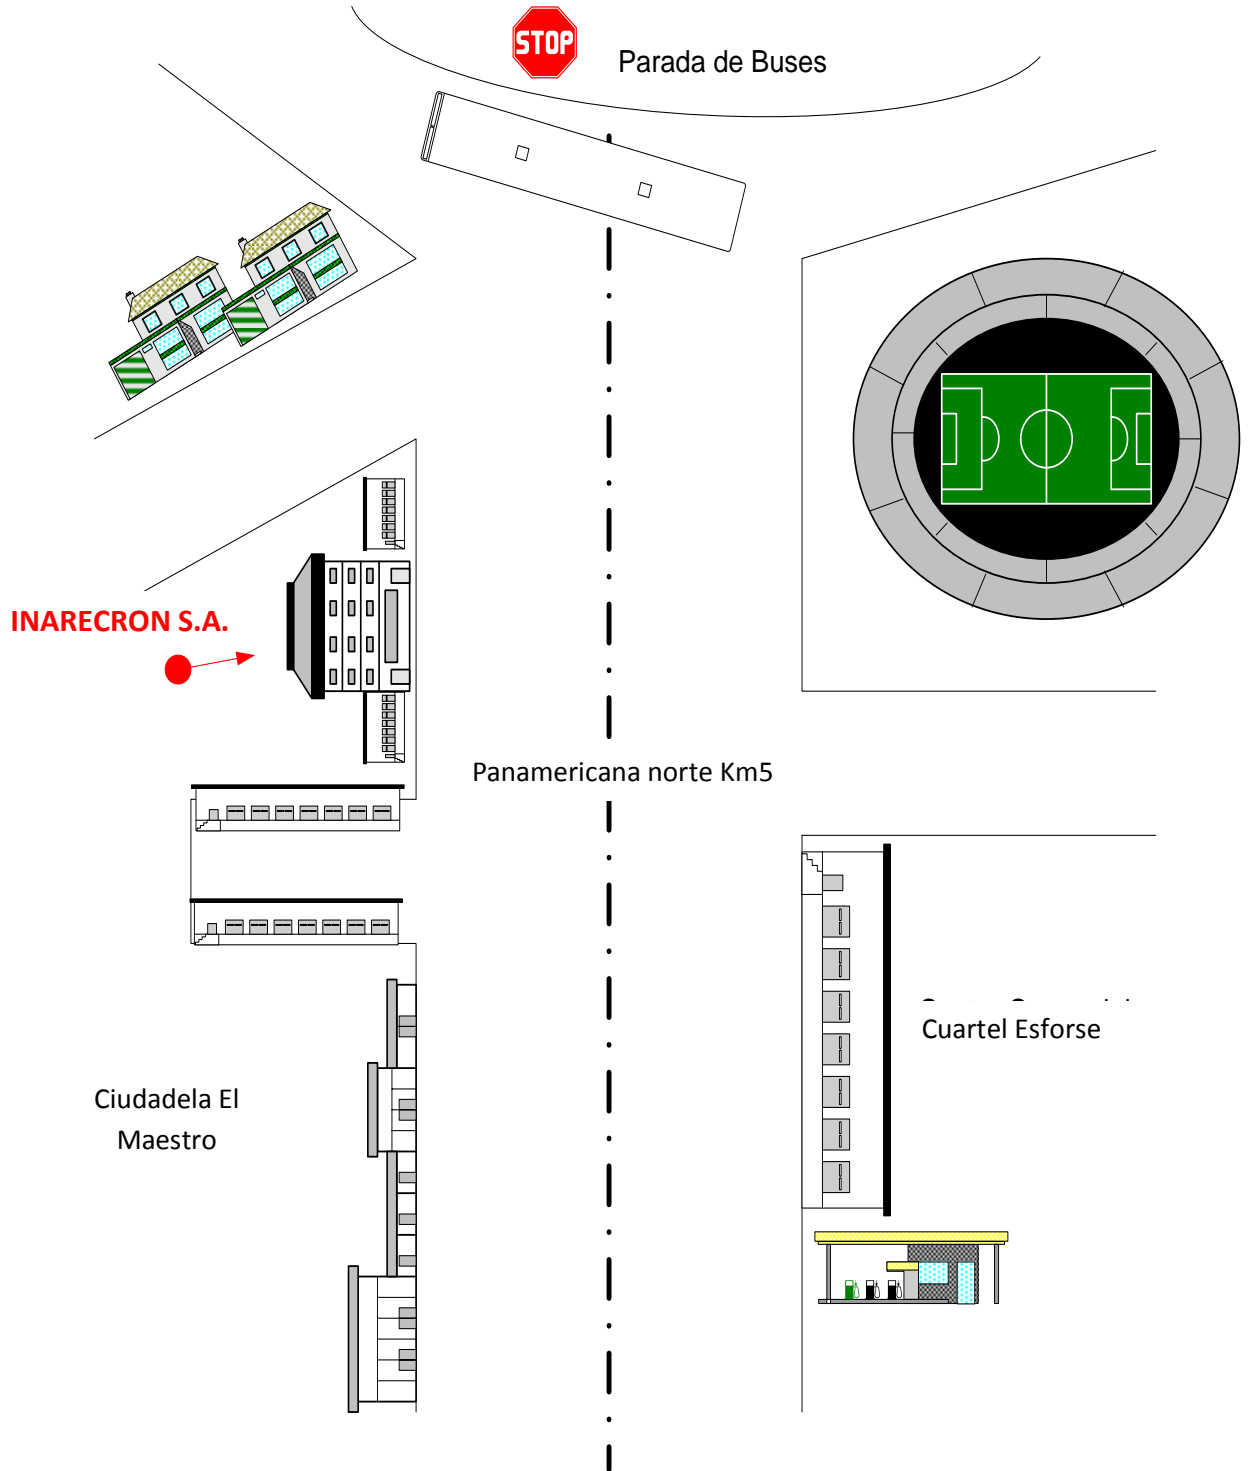 STOP
Parada de Buses
INARECRON S.A.
Panamericana norte Km5
Cuartel Esforse
Ciudadela El
Maestro